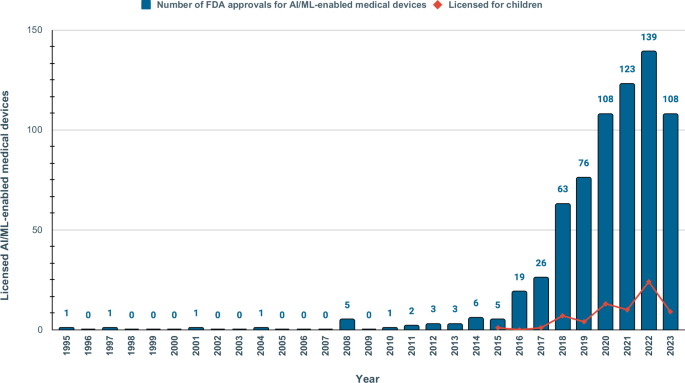 Number of FDA approvals for AI/ML-enabled medical devices Licensed for children
Licensed AI/ML-enabled medical devices
150
100
50
0
1 0 1 0 0 0 1 0 0 1 0 0 0 5 0 1 2 3 3 6 5 19 26 63 76 108 123 139 108
1995 1996 1997 1998 1999 2000 2001 2002 2003 2004 2005 2006 2007 2008 2009 2010 2011 2012 2013 2014 2015 2016 2017 2018 2019 2020 2021 2022 2023
Year